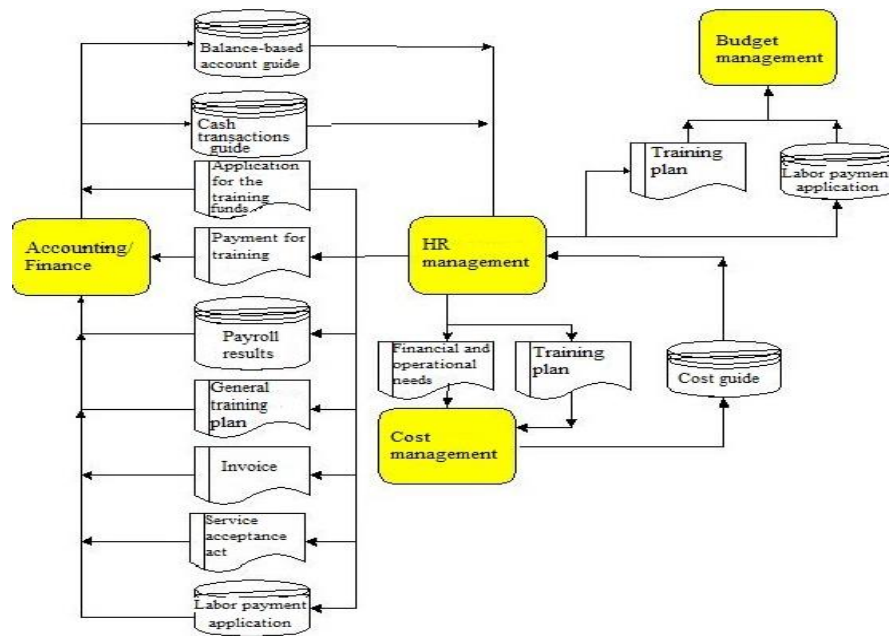 Balance-based
account guide
Cash
transactions
guide
Application
for the
training
funds
Accounting/
Finance
Payment for
training
Payroll
results
General
training
plan
Invoice
Service
acceptance
act
Labor payment
application
HR
management
Budget
management
Training
plan
Labor payment
application
Financial and
operational
needs
Training
plan
Cost guide
Cost
management